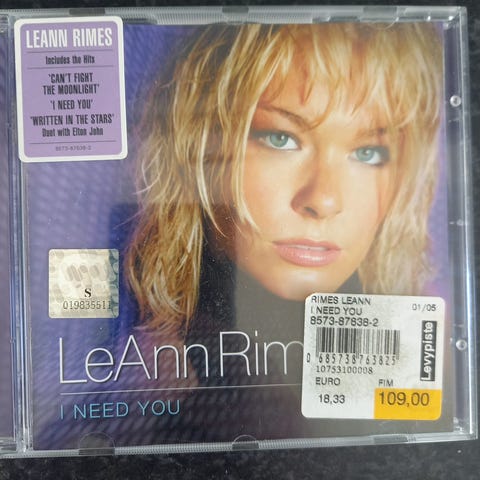 LEANN RIMES
Includes the Hits
'CAN'T FIGHT
THE MOONLIGHT'
'I NEED YOU'
'WRITTEN IN THE STARS'
Duet with Elton John
8573-87638-2
S
019835511
LeAnn Rim
I NEED YOU
RIMES LEANN
01/05
I NEED YOU
8573-87638-2
0 685738 763825
10753100008
Levypiste
EURO
FIM
18,33
109,00